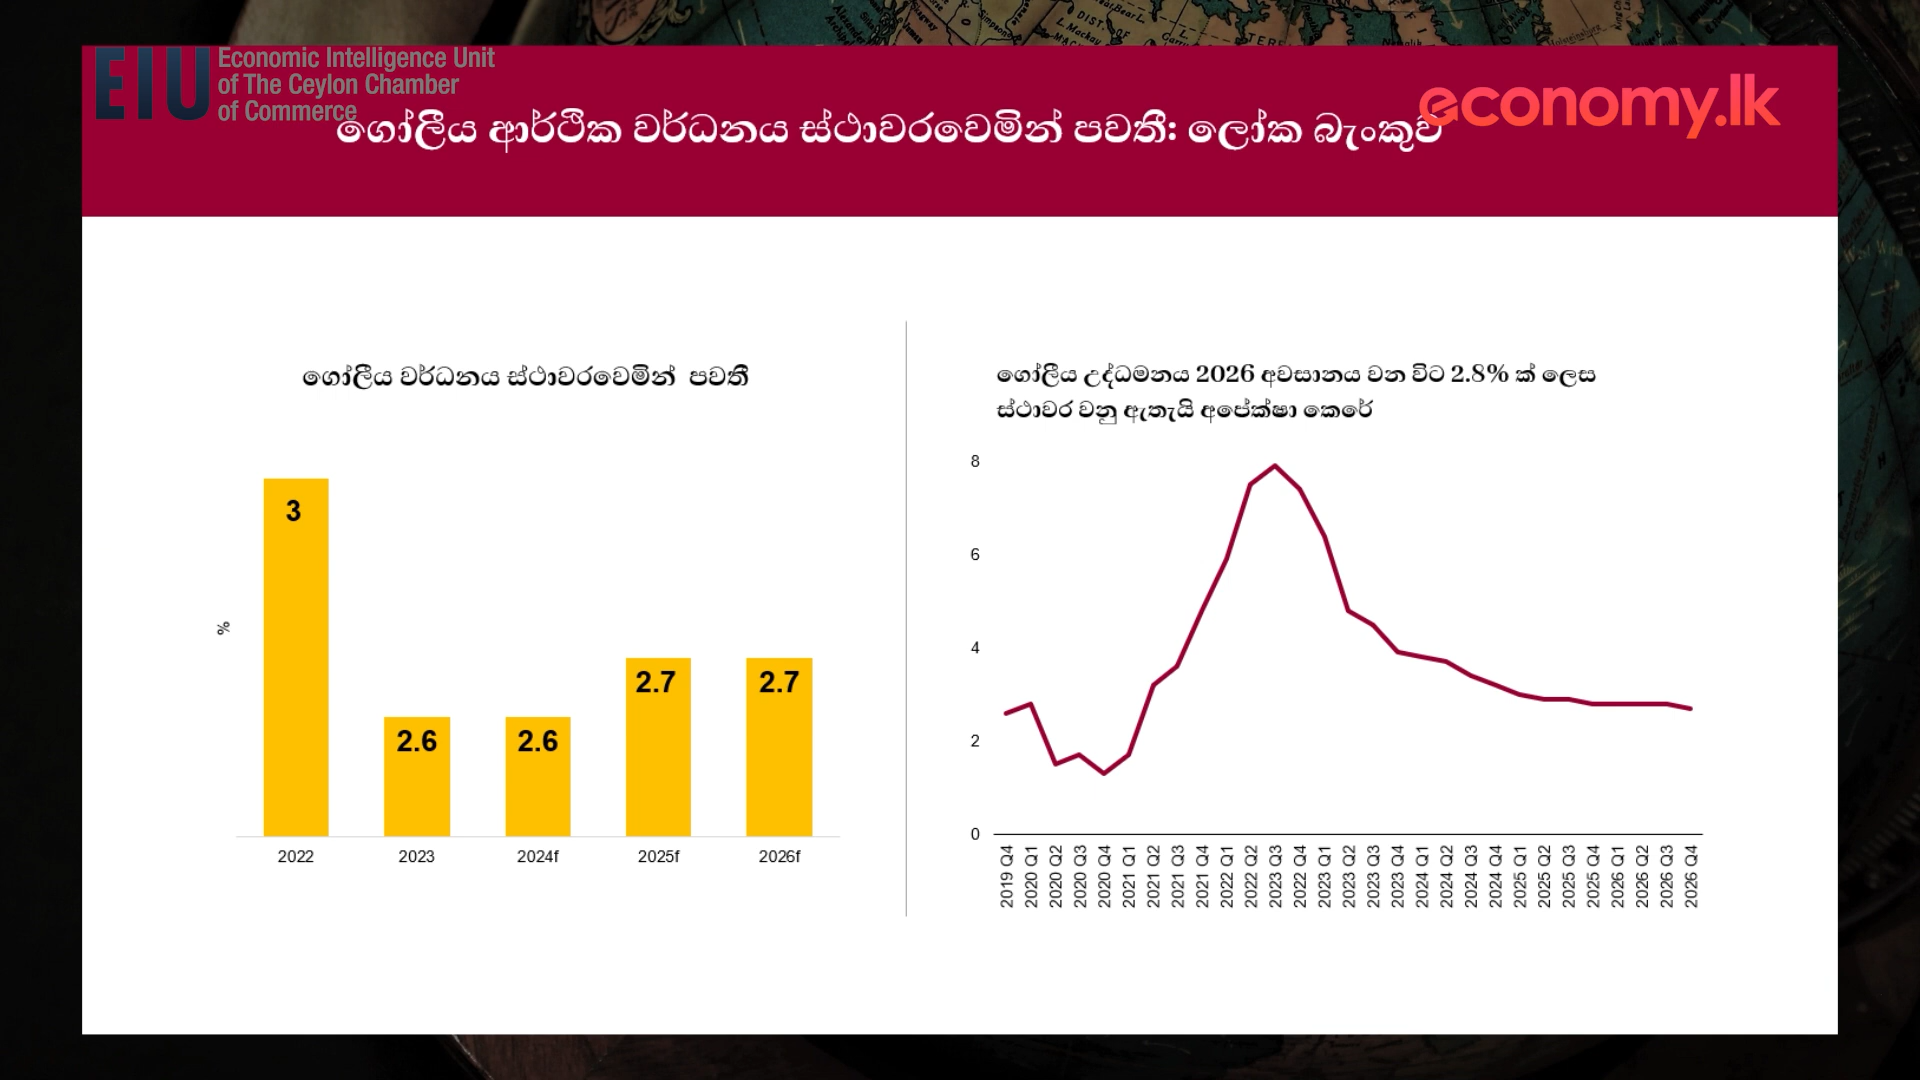 EIU
Economic Intelligence Unit
of The Ceylon Chamber
of Commerce
economy.lk
ගෝලීය ආර්ථික වර්ධනය ස්ථාවරවෙමින් පවතී: ලෝක බැංකුව
ගෝලීය වර්ධනය ස්ථාවරවෙමින් පවතී
%
3
2.6
2.6
2.7
2.7
2022
2023
2024f
2025f
2026f
ගෝලීය උද්ධමනය 2026 අවසානය වන විට 2.8% ක් ලෙස
ස්ථාවර වනු ඇතැයි අපේක්ෂා කෙරේ
8
6
4
2
0
2019 Q4
2020 Q1
2020 Q2
2020 Q3
2020 Q4
2021 Q1
2021 Q2
2021 Q3
2021 Q4
2022 Q1
2022 Q2
2023 Q3
2022 Q4
2023 Q1
2023 Q2
2023 Q3
2023 Q4
2024 Q1
2024 Q2
2024 Q3
2024 Q4
2025 Q1
2025 Q2
2025 Q3
2025 Q4
2026 Q1
2026 Q2
2026 Q3
2026 Q4